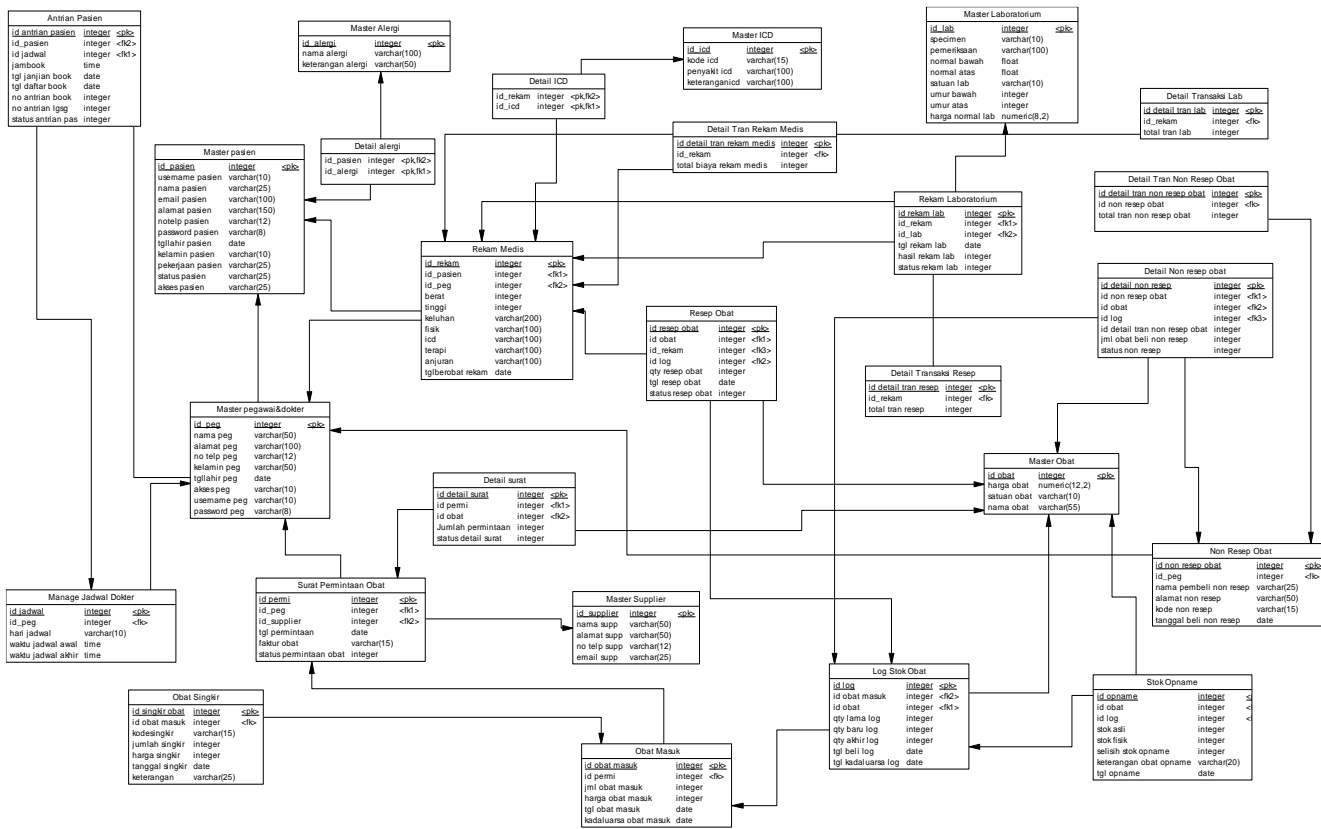 Antrian Pasien
id antrian pasien integer <pk>
id_pasien integer <fk2>
id jadwal integer <fk1>
jambook time
tgl janjian book date
tgl daftar book date
no antrian book integer
no antrian lgsg integer
status antrian pas integer
Master Alergi
id_alergi integer <pk>
nama alergi varchar(100)
keterangan alergi varchar(50)
Master ICD
id_icd integer <pk>
kode icd varchar(15)
penyakit icd varchar(100)
keteranganicd varchar(100)
Master Laboratorium
id_lab integer <pk>
specimen varchar(10)
pemeriksaan varchar(100)
normal bawah float
normal atas float
satuan lab varchar(10)
umur bawah integer
umur atas integer
harga normal lab numeric(8,2)
Detail ICD
id_rekam integer <pk,fk2>
id_icd integer <pk,fk1>
Detail Transaksi Lab
id detail tran lab integer <pk>
id_rekam integer <fk>
total tran lab integer
Detail Tran Rekam Medis
id detail tran rekam medis integer <pk>
id_rekam integer <fk>
total biaya rekam medis integer
Detail alergi
id_pasien integer <pk,fk2>
id_alergi integer <pk,fk1>
Master pasien
id_pasien integer <pk>
username pasien varchar(10)
nama pasien varchar(25)
email pasien varchar(100)
alamat pasien varchar(150)
notelp pasien varchar(12)
password pasien varchar(8)
tgllahir pasien date
kelamin pasien varchar(10)
pekerjaan pasien varchar(25)
status pasien varchar(25)
akses pasien varchar(25)
Detail Tran Non Resep Obat
id detail tran non resep obat integer <pk>
id non resep obat integer <fk>
total tran non resep obat integer
Rekam Laboratorium
id rekam lab integer <pk>
id_rekam integer <fk1>
id_lab integer <fk2>
tgl rekam lab date
hasil rekam lab integer
status rekam lab integer
Rekam Medis
id_rekam integer <pk>
id_pasien integer <fk1>
id_peg integer <fk2>
berat integer
tinggi integer
keluhan varchar(200)
fisik varchar(100)
icd varchar(100)
terapi varchar(100)
anjuran varchar(100)
tglberobat rekam date
Detail Non resep obat
id detail non resep integer <pk>
id non resep obat integer <fk1>
id obat integer <fk2>
id log integer <fk3>
id detail tran non resep obat integer
jml obat beli non resep integer
status non resep integer
Resep Obat
id resep obat integer <pk>
id obat integer <fk1>
id_rekam integer <fk3>
id log integer <fk2>
qty resep obat integer
tgl resep obat date
status resep obat integer
Detail Transaksi Resep
id detail tran resep integer <pk>
id_rekam integer <fk>
total tran resep integer
Master pegawai&dokter
id_peg integer <pk>
nama peg varchar(50)
alamat peg varchar(100)
no telp peg varchar(12)
kelamin peg varchar(50)
tgllahir peg date
akses peg varchar(10)
username peg varchar(10)
password peg varchar(8)
Master Obat
id obat integer <pk>
harga obat numeric(12,2)
satuan obat varchar(10)
nama obat varchar(55)
Detail surat
id detail surat integer <pk>
id permi integer <fk1>
id obat integer <fk2>
Jumlah permintaan integer
status detail surat integer
Non Resep Obat
id non resep obat integer <pk>
id_peg integer <fk>
nama pembeli non resep varchar(25)
alamat non resep varchar(50)
kode non resep varchar(15)
tanggal beli non resep date
Surat Permintaan Obat
id permi integer <pk>
id_peg integer <fk1>
id_supplier integer <fk2>
tgl permintaan date
faktur obat varchar(15)
status permintaan obat integer
Manage Jadwal Dokter
id jadwal integer <pk>
id_peg integer <fk>
hari jadwal varchar(10)
waktu jadwal awal time
waktu jadwal akhir time
Master Supplier
id_supplier integer <pk>
nama supp varchar(50)
alamat supp varchar(50)
no telp supp varchar(12)
email supp varchar(25)
Log Stok Obat
id log integer <pk>
id obat masuk integer <fk2>
id obat integer <fk1>
qty lama log integer
qty baru log integer
qty akhir log integer
tgl beli log date
tgl kadaluarsa log date
Stok Opname
id opname integer <
id obat integer <
id log integer <
stok asli integer
stok fisik integer
selisih stok opname integer
keterangan obat opname varchar(20)
tgl opname date
Obat Singkir
id singkir obat integer <pk>
id obat masuk integer <fk>
kodesingkir varchar(15)
jumlah singkir integer
harga singkir integer
tanggal singkir date
keterangan varchar(25)
Obat Masuk
id obat masuk integer <pk>
id permi integer <fk>
jml obat masuk integer
harga obat masuk integer
tgl obat masuk date
kadaluarsa obat masuk date